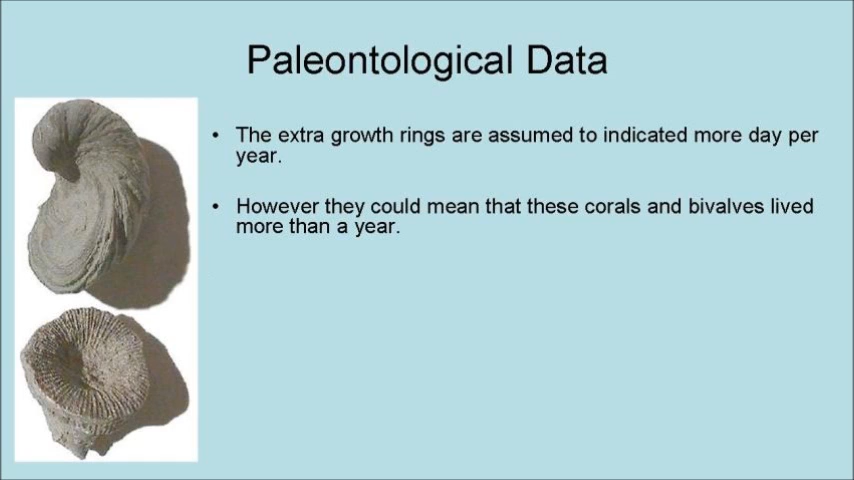 Paleontological Data
• The extra growth rings are assumed to indicated more day per
year.
• However they could mean that these corals and bivalves lived
more than a year.